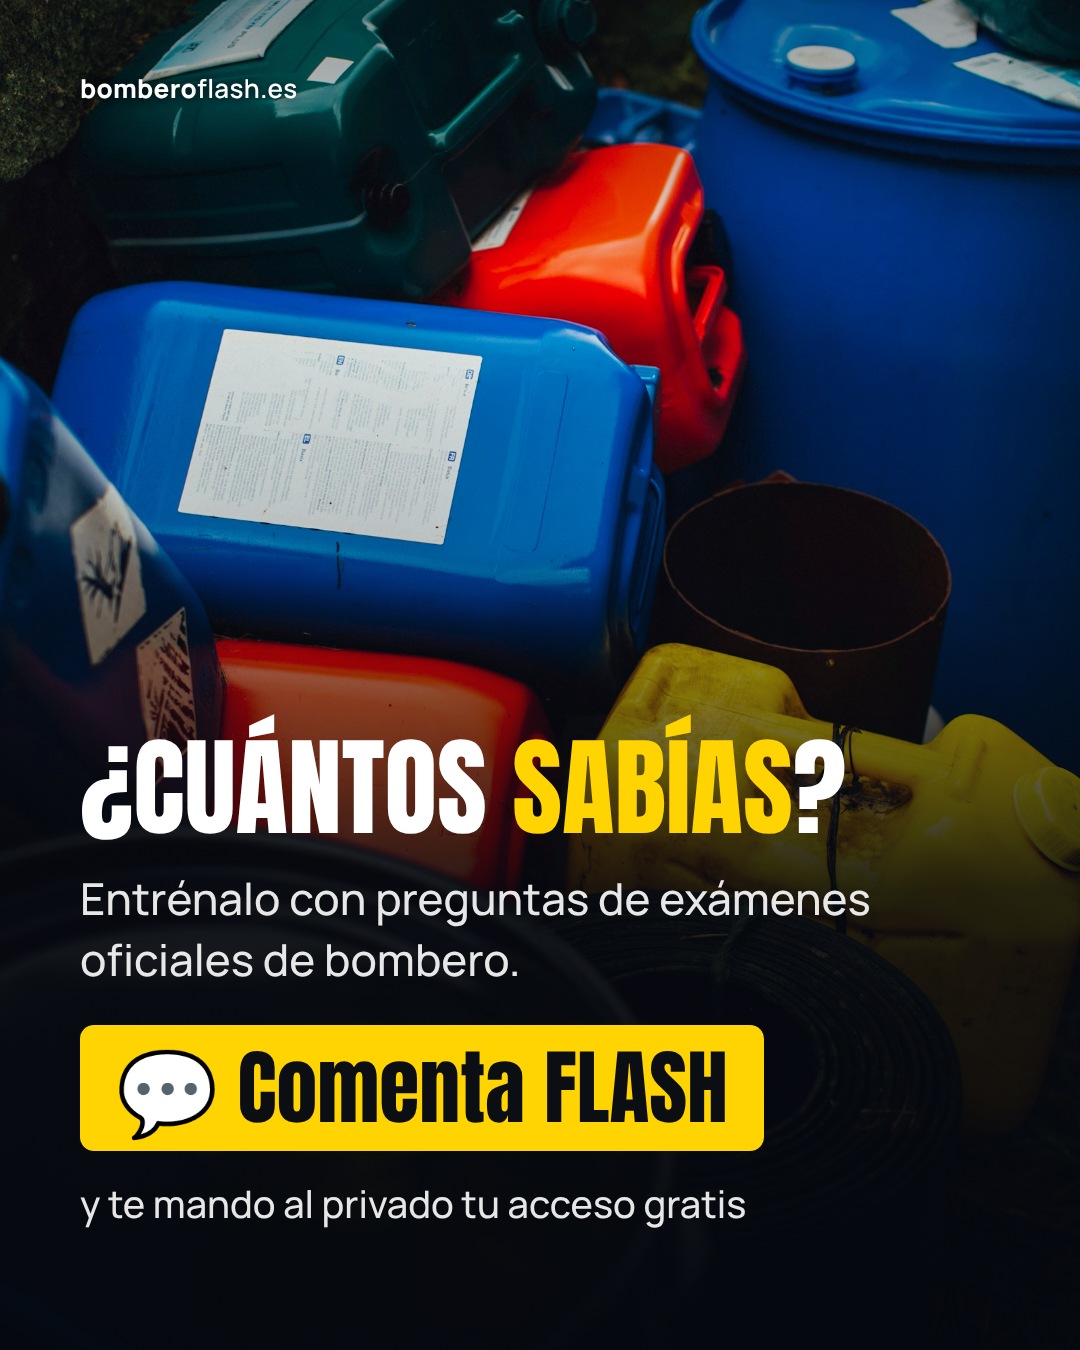 bomberoflash.es
¿CUÁNTOS SABÍAS?
Entrénalo con preguntas de exámenes
oficiales de bombero.
💬 Comenta FLASH
y te mando al privado tu acceso gratis